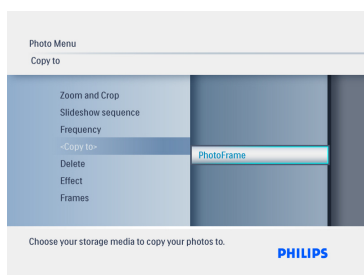 Photo Menu
Copy to
Zoom and Crop
Slideshow sequence
Frequency
<Copy to>
PhotoFrame
Delete
Effect
Frames
Choose your storage media to copy your photos to.
PHILIPS